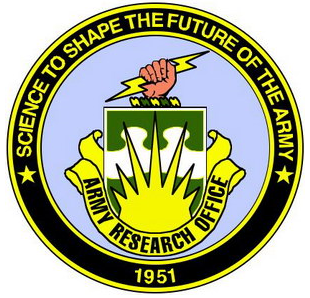 SCIENCE TO SHAPE THE FUTURE OF THE ARMY
ARMY RESEARCH OFFICE
1951